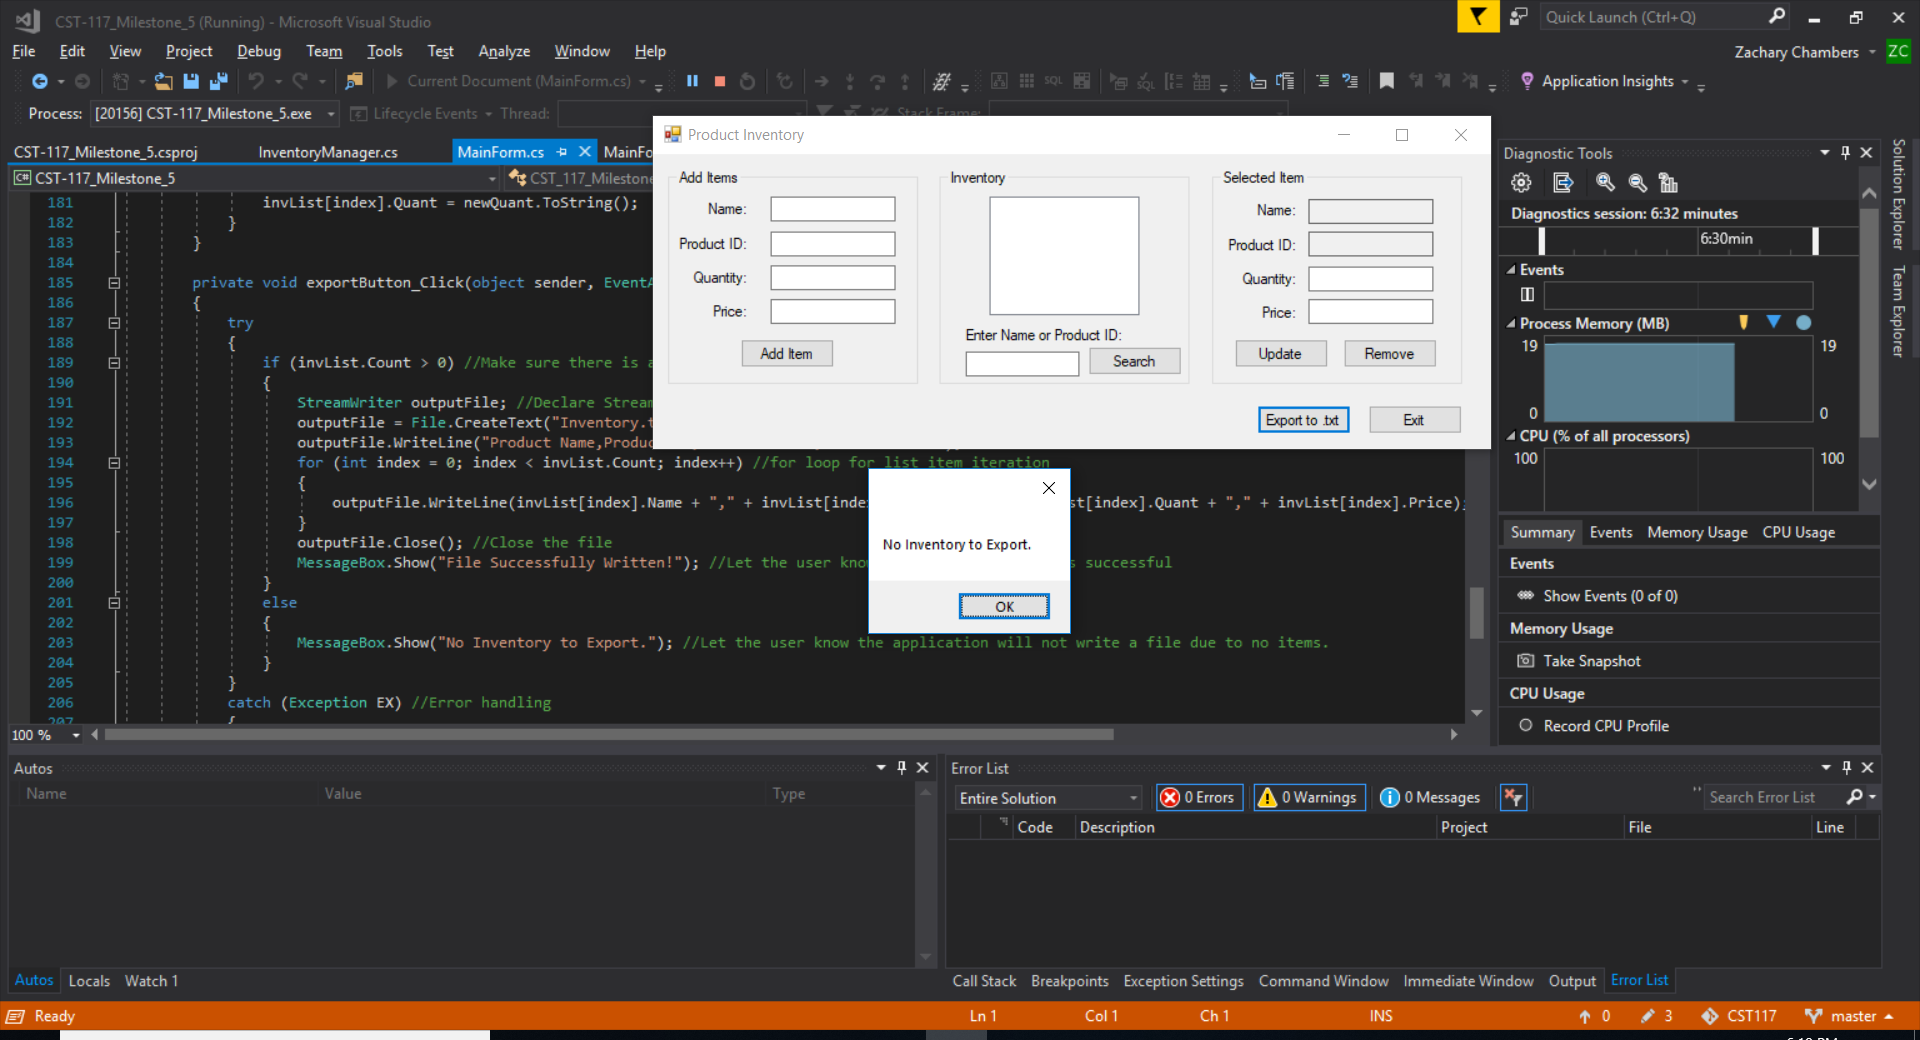 CST-117_Milestone_5 (Running) - Microsoft Visual Studio
Quick Launch (Ctrl+Q)
File Edit View Project Debug Team Tools Test Analyze Window Help
Zachary Chambers ZC
Current Document (MainForm.cs)
SQL
Application Insights
Process: [20156] CST-117_Milestone_5.exe Lifecycle Events Thread: Stack Frame:
CST-117_Milestone_5.csproj InventoryManager.cs MainForm.cs MainFo
C# CST-117_Milestone_5 CST_117_Milestone
181 invList[index].Quant = newQuant.ToString();
182 }
183 }
184
185 private void exportButton_Click(object sender, EventA
186 {
187 try
188 {
189 if (invList.Count > 0) //Make sure there is a
190 {
191 StreamWriter outputFile; //Declare Stream
192 outputFile = File.CreateText("Inventory.t
193 outputFile.WriteLine("Product Name,Produc
194 for (int index = 0; index < invList.Count; index++) //for loop for list item iteration
195 {
196 outputFile.WriteLine(invList[index].Name + "," + invList[inde st[index].Quant + "," + invList[index].Price);
197 }
198 outputFile.Close(); //Close the file
199 MessageBox.Show("File Successfully Written!"); //Let the user kno s successful
200 }
201 else
202 {
203 MessageBox.Show("No Inventory to Export."); //Let the user know the application will not write a file due to no items.
204 }
205 }
206 catch (Exception EX) //Error handling
207 {
100 %
Product Inventory
Add Items
Name:
Product ID:
Quantity:
Price:
Add Item
Inventory
Enter Name or Product ID:
Search
Selected Item
Name:
Product ID:
Quantity:
Price:
Update Remove
Export to .txt Exit
No Inventory to Export.
OK
Diagnostic Tools
Diagnostics session: 6:32 minutes
6:30min
Events
Process Memory (MB)
19 19
0 0
CPU (% of all processors)
100 100
Summary Events Memory Usage CPU Usage
Events
Show Events (0 of 0)
Memory Usage
Take Snapshot
CPU Usage
Record CPU Profile
Solution Explorer
Team Explorer
Autos
Name Value Type
Autos Locals Watch 1
Error List
Entire Solution 0 Errors 0 Warnings 0 Messages Search Error List
Code Description Project File Line
Call Stack Breakpoints Exception Settings Command Window Immediate Window Output Error List
Ready Ln 1 Col 1 Ch 1 INS 0 3 CST117 master